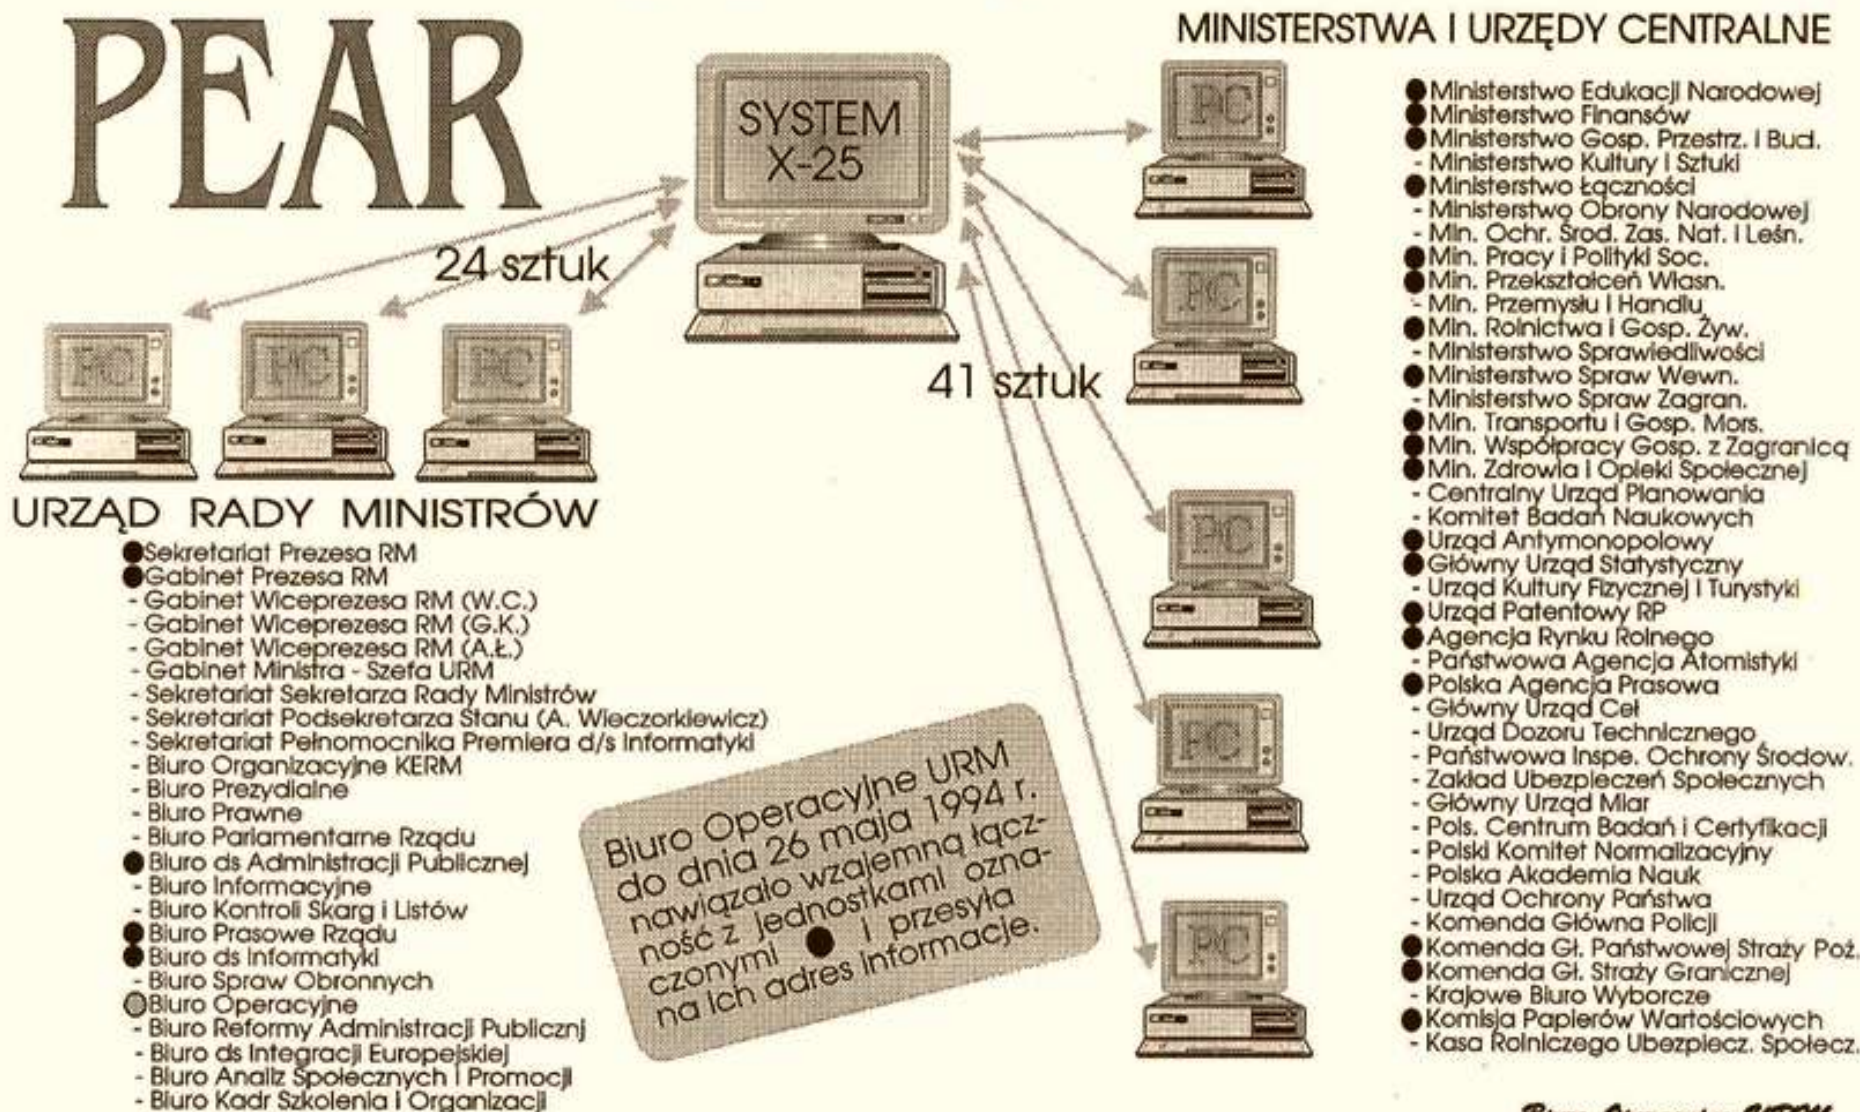 PEAR
SYSTEM
X-25
24 sztuk
41 sztuk
PC
PC
PC
URZĄD RADY MINISTRÓW
●Sekretariat Prezesa RM
●Gabinet Prezesa RM
- Gabinet Wiceprezesa RM (W.C.)
- Gabinet Wiceprezesa RM (G.K.)
- Gabinet Wiceprezesa RM (A.Ł.)
- Gabinet Ministra - Szefa URM
- Sekretariat Sekretarza Rady Ministrów
- Sekretariat Podsekretarza Stanu (A. Wieczorkiewicz)
- Sekretariat Pełnomocnika Premiera d/s Informatyki
- Biuro Organizacyjne KERM
- Biuro Prezydialne
- Biuro Prawne
- Biuro Parlamentarne Rządu
●Biuro ds Administracji Publicznej
- Biuro Informacyjne
- Biuro Kontroli Skarg i Listów
●Biuro Prasowe Rządu
●Biuro ds Informatyki
- Biuro Spraw Obronnych
Biuro Operacyjne
- Biuro Reformy Administracji Publicznj
- Biuro ds Integracji Europejskiej
- Biuro Analiz Społecznych i Promocji
- Biuro Kadr Szkolenia i Organizacji
Biuro Operacyjne URM
do dnia 26 maja 1994 r.
nawiązało wzajemną łącz-
ność z jednostkami ozna-
czonymi ● i przesyła
na ich adres informacje.
PC
PC
PC
PC
PC
MINISTERSTWA I URZĘDY CENTRALNE
●Ministerstwo Edukacji Narodowej
●Ministerstwo Finansów
●Ministerstwo Gosp. Przestrz. i Bud.
- Ministerstwo Kultury i Sztuki
●Ministerstwo Łączności
- Ministerstwo Obrony Narodowej
- Min. Ochr. Środ. Zas. Nat. i Leśn.
●Min. Pracy i Polityki Soc.
●Min. Przekształceń Własn.
- Min. Przemysłu i Handlu
●Min. Rolnictwa i Gosp. Żyw.
- Ministerstwo Sprawiedliwości
●Ministerstwo Spraw Wewn.
- Ministerstwo Spraw Zagran.
●Min. Transportu i Gosp. Mors.
●Min. Współpracy Gosp. z Zagranicą
●Min. Zdrowia i Opieki Społecznej
- Centralny Urząd Planowania
- Komitet Badań Naukowych
●Urząd Antymonopolowy
●Główny Urząd Statystyczny
- Urząd Kultury Fizycznej i Turystyki
●Urząd Patentowy RP
●Agencja Rynku Rolnego
- Państwowa Agencja Atomistyki
●Polska Agencja Prasowa
- Główny Urząd Ceł
- Urząd Dozoru Technicznego
- Państwowa Inspe. Ochrony Środow.
- Zakład Ubezpieczeń Społecznych
- Główny Urząd Miar
- Pols. Centrum Badań i Certyfikacji
- Polski Komitet Normalizacyjny
- Polska Akademia Nauk
- Urząd Ochrony Państwa
- Komenda Główna Policji
●Komenda Gł. Państwowej Straży Poż.
●Komenda Gł. Straży Granicznej
- Krajowe Biuro Wyborcze
●Komisja Papierów Wartościowych
- Kasa Rolniczego Ubezpiecz. Społecz.